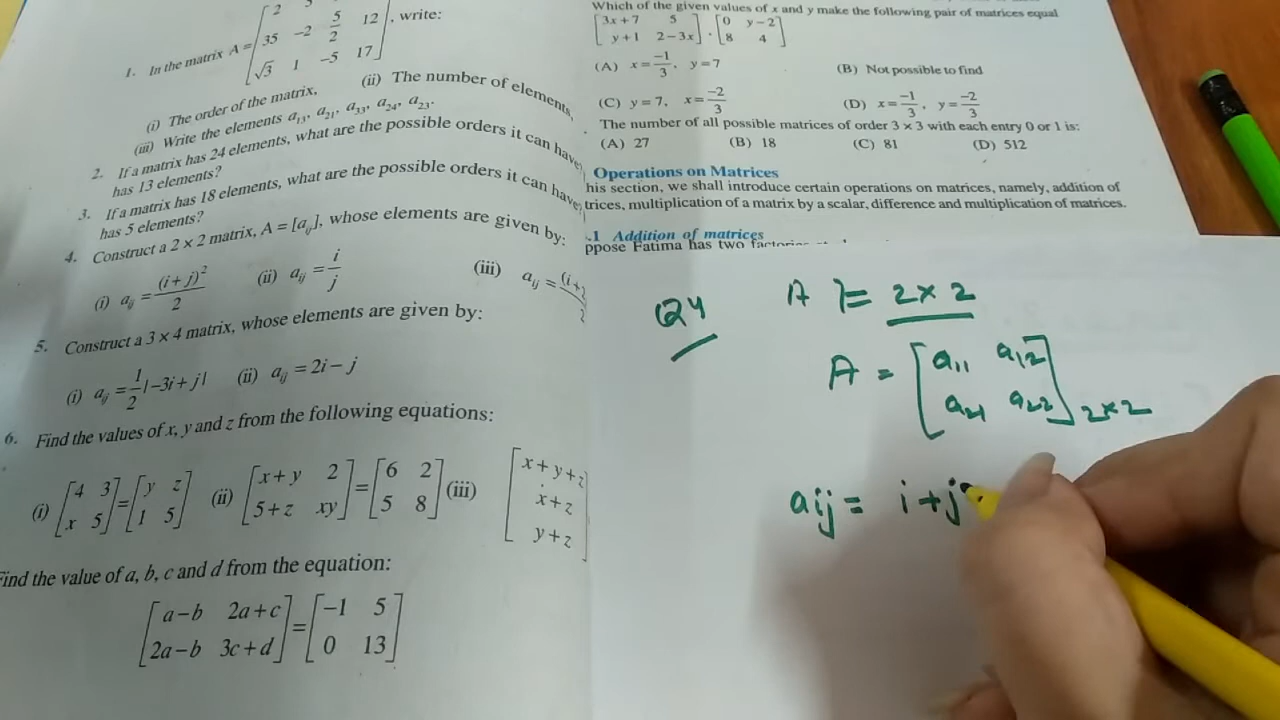 1. In the matrix A = [2 5 / 35 −2 5/2 12 / √3 1 −5 17], write:
(i) The order of the matrix, (ii) The number of elements,
(iii) Write the elements a13, a21, a33, a24, a23.
2. If a matrix has 24 elements, what are the possible orders it can have
has 13 elements?
3. If a matrix has 18 elements, what are the possible orders it can have,
has 5 elements?
4. Construct a 2 × 2 matrix, A = [aij], whose elements are given by:
(i) aij = (i + j)²/2 (ii) aij = i/j (iii) aij = (i+2
5. Construct a 3 × 4 matrix, whose elements are given by:
(i) aij = 1/2 |−3i + j| (ii) aij = 2i − j
6. Find the values of x, y and z from the following equations:
(i) [4 3 / x 5] = [y z / 1 5] (ii) [x+y 2 / 5+z xy] = [6 2 / 5 8] (iii) [x+y+z / x+z / y+z]
Find the value of a, b, c and d from the equation:
[a−b 2a+c / 2a−b 3c+d] = [−1 5 / 0 13]
Which of the given values of x and y make the following pair of matrices equal
[3x+7 5 / y+1 2−3x], [0 y−2 / 8 4]
(A) x = −1/3, y = 7 (B) Not possible to find
(C) y = 7, x = −2/3 (D) x = −1/3, y = −2/3
The number of all possible matrices of order 3 × 3 with each entry 0 or 1 is:
(A) 27 (B) 18 (C) 81 (D) 512
Operations on Matrices
his section, we shall introduce certain operations on matrices, namely, addition of
trices, multiplication of a matrix by a scalar, difference and multiplication of matrices.
.1 Addition of matrices
ppose Fatima has two factories at
Q4 A = 2×2
A = [a11 a12 / a21 a22] 2×2
aij = i+j